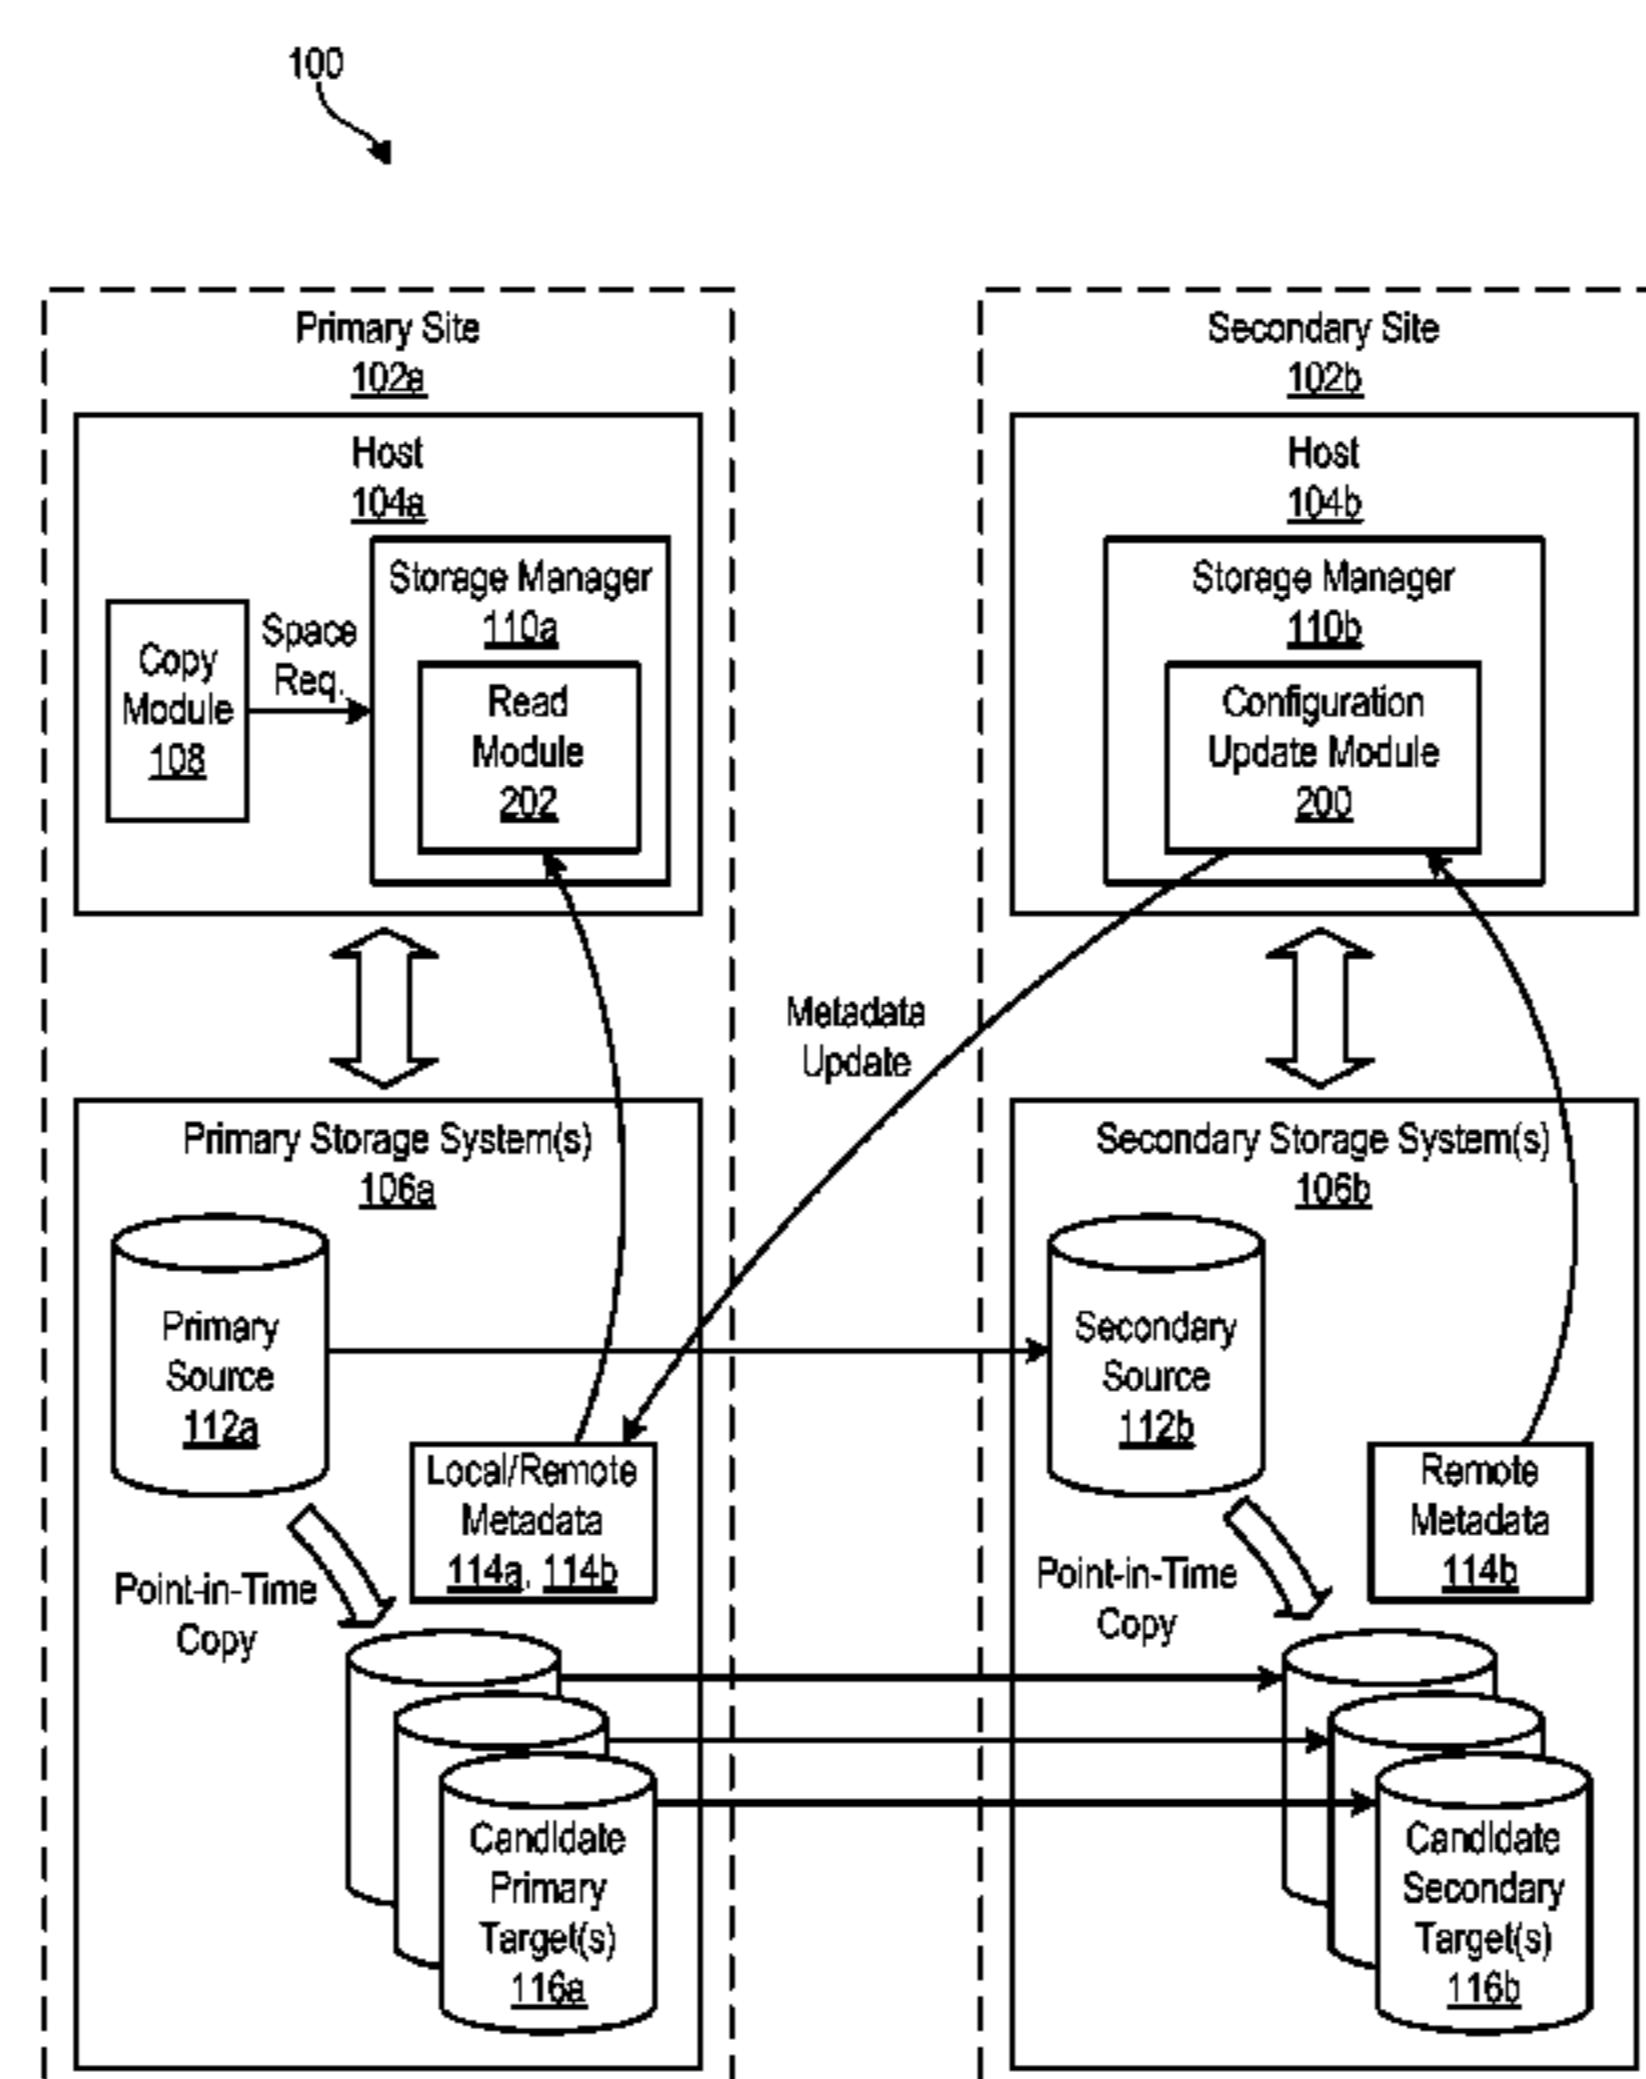 100
Primary Site
102a
Host
104a
Storage Manager
110a
Copy
Module
108
Space
Req.
Read
Module
202
Secondary Site
102b
Host
104b
Storage Manager
110b
Configuration
Update Module
200
Metadata
Update
Primary Storage System(s)
106a
Primary
Source
112a
Local/Remote
Metadata
114a, 114b
Point-in-Time
Copy
Candidate
Primary
Target(s)
116a
Secondary Storage System(s)
106b
Secondary
Source
112b
Remote
Metadata
114b
Point-in-Time
Copy
Candidate
Secondary
Target(s)
116b